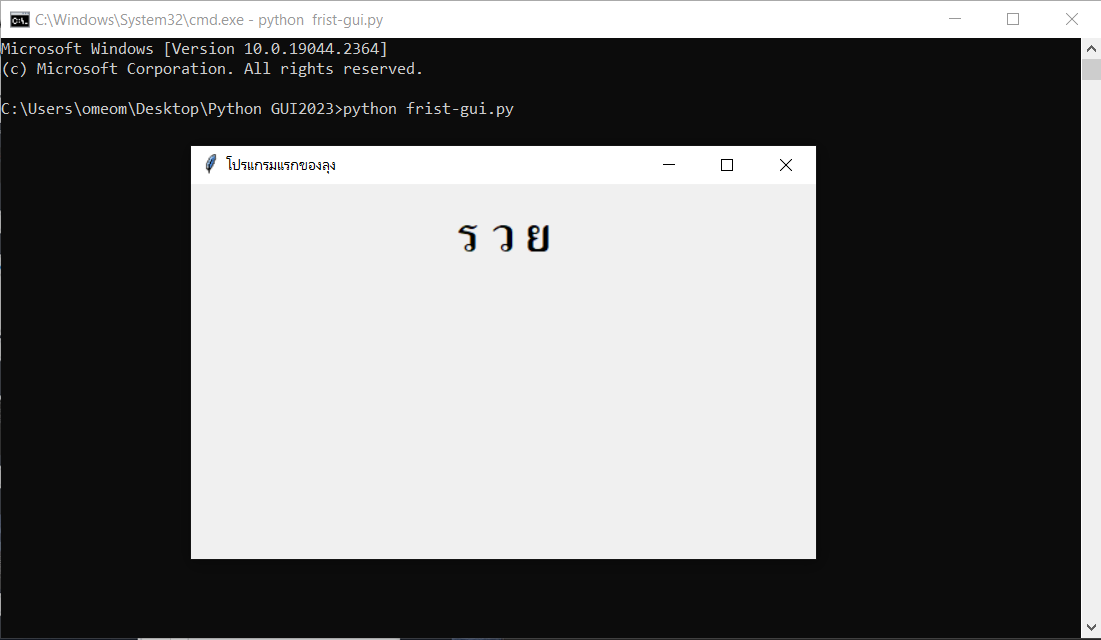 C:\Windows\System32\cmd.exe - python  frist-gui.py
Microsoft Windows [Version 10.0.19044.2364]
(c) Microsoft Corporation. All rights reserved.
C:\Users\omeom\Desktop\Python GUI2023>python frist-gui.py
โปรแกรมแรกของลุง
ร ว ย